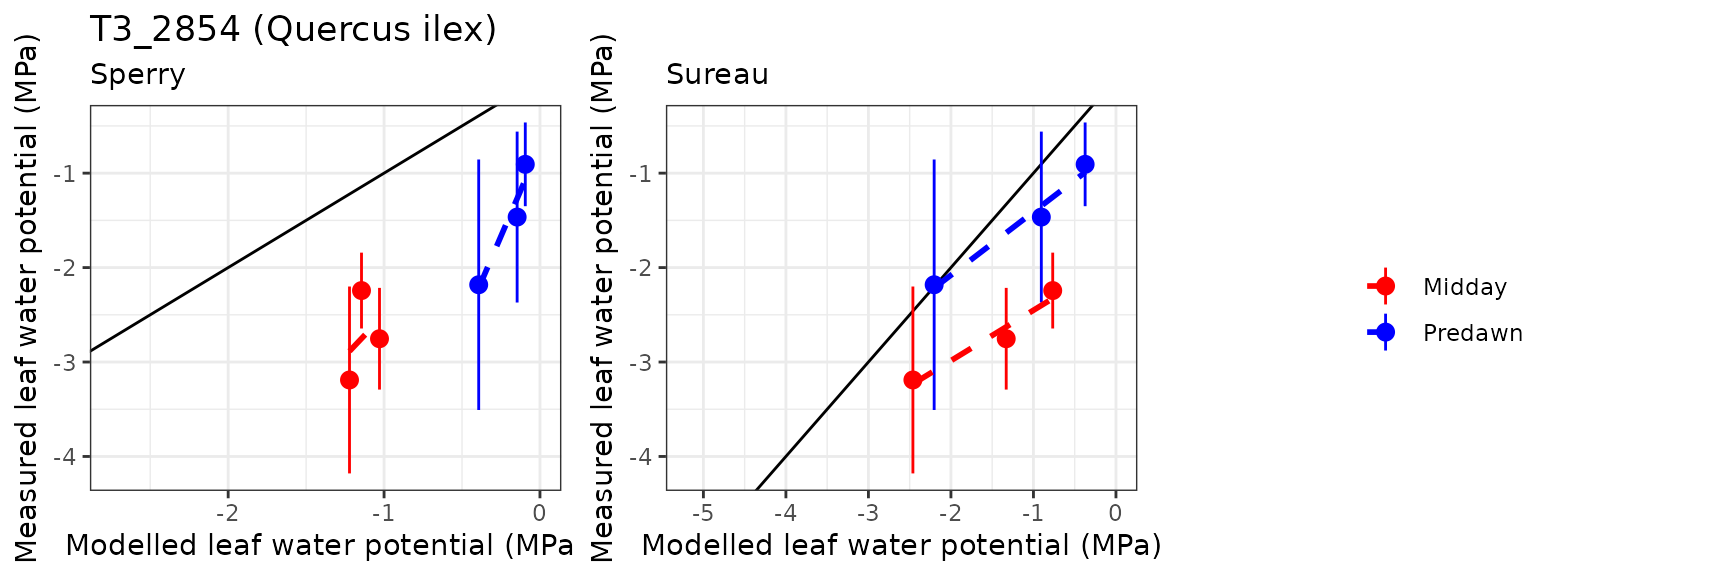 T3_2854 (Quercus ilex)
Sperry
Measured leaf water potential (MPa)
-1
-2
-3
-4
-2
-1
0
Modelled leaf water potential (MPa
Sureau
Measured leaf water potential (MPa)
-1
-2
-3
-4
-5
-4
-3
-2
-1
0
Modelled leaf water potential (MPa)
Midday
Predawn